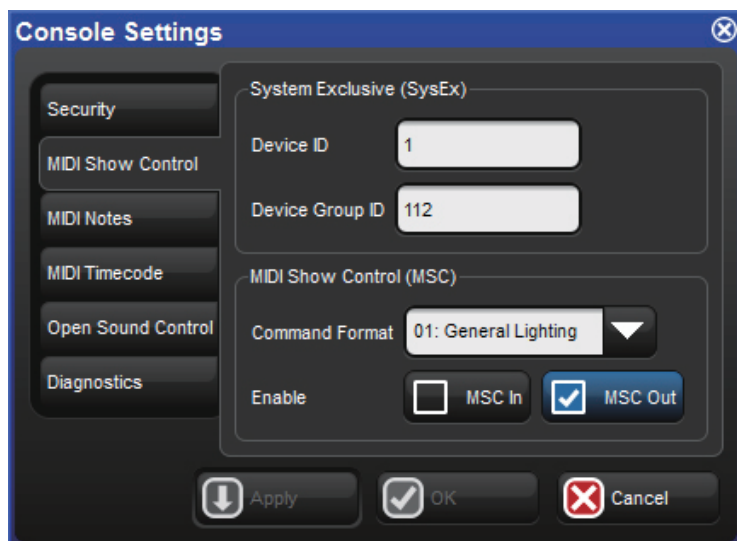 Console Settings
Security
MIDI Show Control
MIDI Notes
MIDI Timecode
Open Sound Control
Diagnostics
System Exclusive (SysEx)
Device ID 1
Device Group ID 112
MIDI Show Control (MSC)
Command Format 01: General Lighting
Enable MSC In MSC Out
Apply OK Cancel